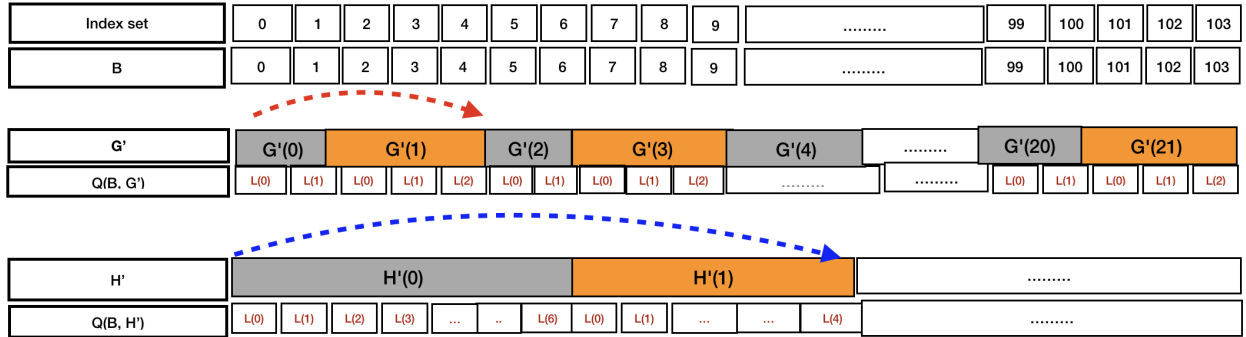 Index set 0 1 2 3 4 5 6 7 8 9 ......... 99 100 101 102 103
B 0 1 2 3 4 5 6 7 8 9 ......... 99 100 101 102 103
G' G'(0) G'(1) G'(2) G'(3) G'(4) ......... G'(20) G'(21)
Q(B, G') L(0) L(1) L(0) L(1) L(2) L(0) L(1) L(0) L(1) L(2) ......... ......... L(0) L(1) L(0) L(1) L(2)
H' H'(0) H'(1) .........
Q(B, H') L(0) L(1) L(2) L(3) ... .. L(6) L(0) L(1) ... ... L(4) .........